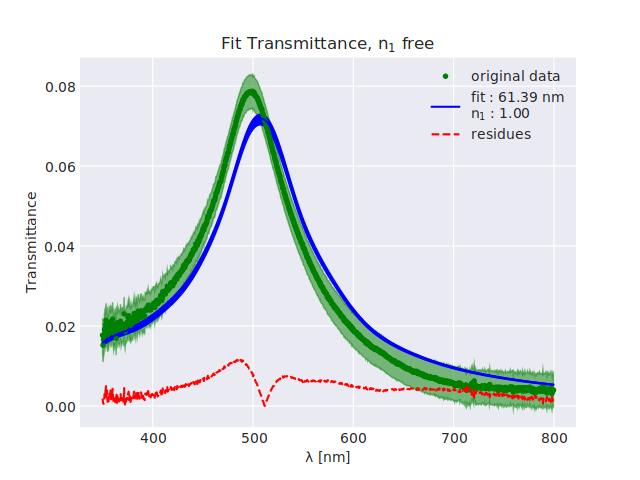 Fit Transmittance, n₁ free
original data
fit : 61.39 nm
n₁ : 1.00
residues
Transmittance
0.08
0.06
0.04
0.02
0.00
400 500 600 700 800
λ [nm]